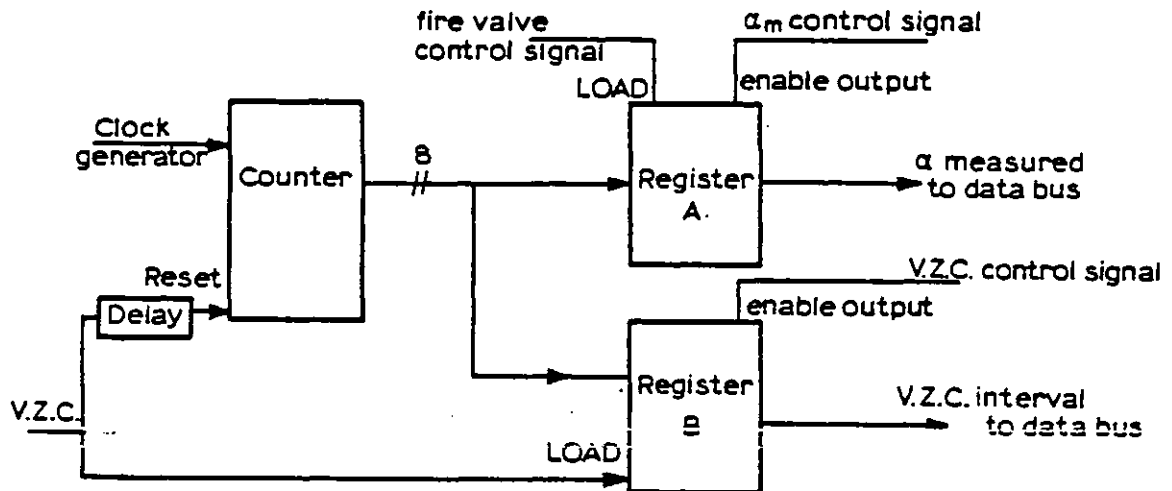 fire valve
control signal
αm control signal
LOAD
enable output
Clock
generator
Counter
8
Register
A.
α measured
to data bus
Reset
Delay
V.Z.C. control signal
enable output
Register
B
V.Z.C.
V.Z.C. interval
to data bus
LOAD